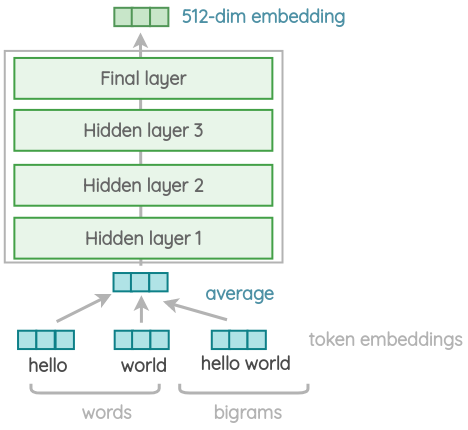 512-dim embedding
Final layer
Hidden layer 3
Hidden layer 2
Hidden layer 1
average
token embeddings
hello
world
hello world
words
bigrams